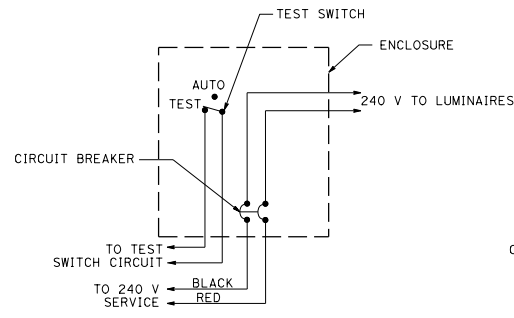 TEST SWITCH
ENCLOSURE
AUTO
TEST
240 V TO LUMINAIRES
CIRCUIT BREAKER
TO TEST
SWITCH CIRCUIT
TO 240 V
SERVICE
BLACK
RED